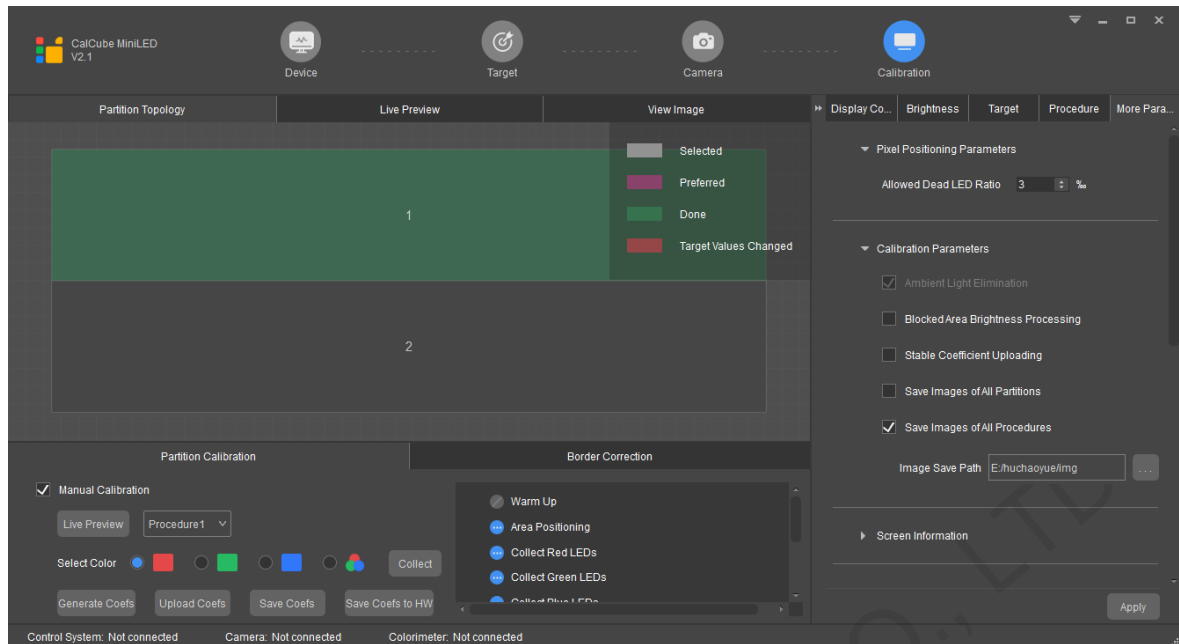 CalCube MiniLED
V2.1
Device
Target
Camera
Calibration
Partition Topology
Live Preview
View Image
Display Co...
Brightness
Target
Procedure
More Para...
1
2
Selected
Preferred
Done
Target Values Changed
Pixel Positioning Parameters
Allowed Dead LED Ratio 3 ‰
Calibration Parameters
Ambient Light Elimination
Blocked Area Brightness Processing
Stable Coefficient Uploading
Save Images of All Partitions
Save Images of All Procedures
Image Save Path E:/huchaoyue/img ...
Screen Information
Apply
Partition Calibration
Border Correction
Manual Calibration
Live Preview Procedure1
Select Color Collect
Generate Coefs Upload Coefs Save Coefs Save Coefs to HW
Warm Up
Area Positioning
Collect Red LEDs
Collect Green LEDs
Collect Blue LEDs
Control System: Not connected Camera: Not connected Colorimeter: Not connected
O., LTD